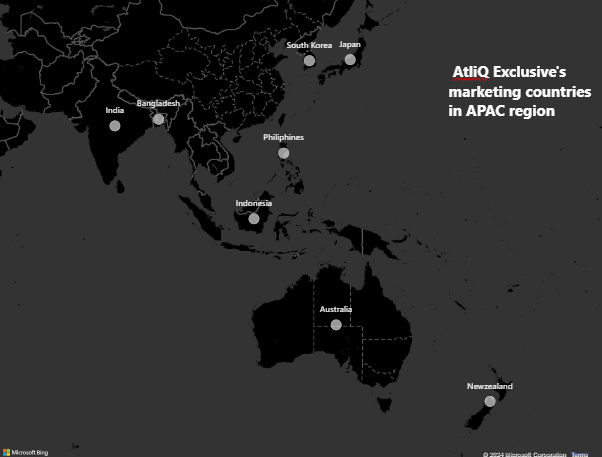 South Korea
Japan
AtliQ Exclusive's
marketing countries
in APAC region
India
Bangladesh
Philiphines
Indonesia
Australia
Newzealand
Microsoft Bing
© 2024 Microsoft Corporation Terms